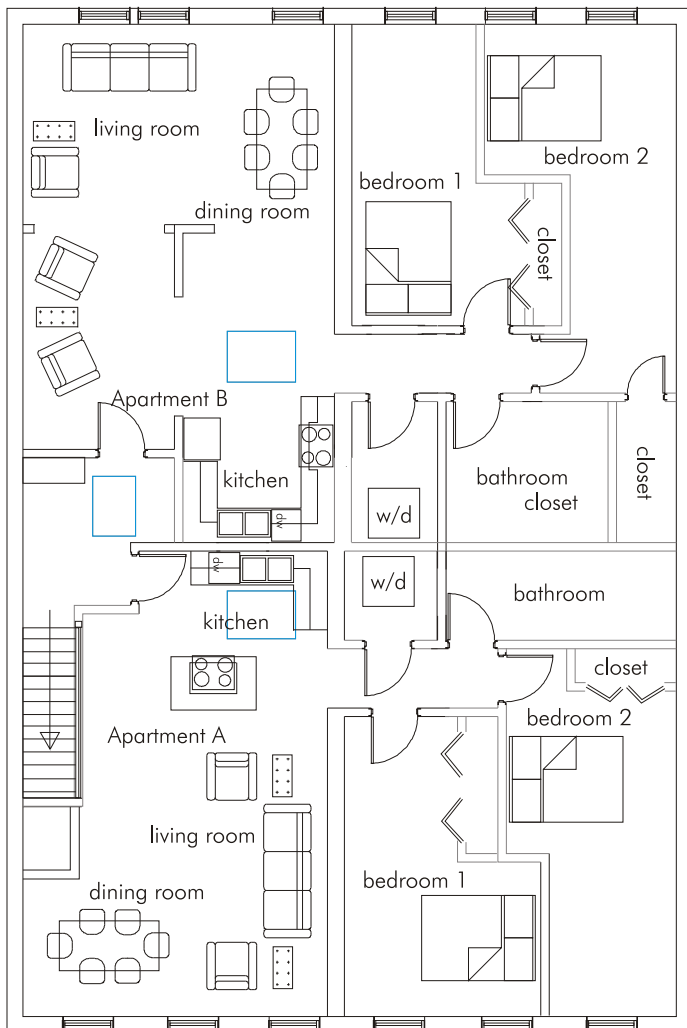 living room
bedroom 2
bedroom 1
dining room
closet
Apartment B
kitchen
bathroom
closet
closet
w/d
dw
dw
w/d
kitchen
bathroom
closet
bedroom 2
Apartment A
living room
bedroom 1
dining room